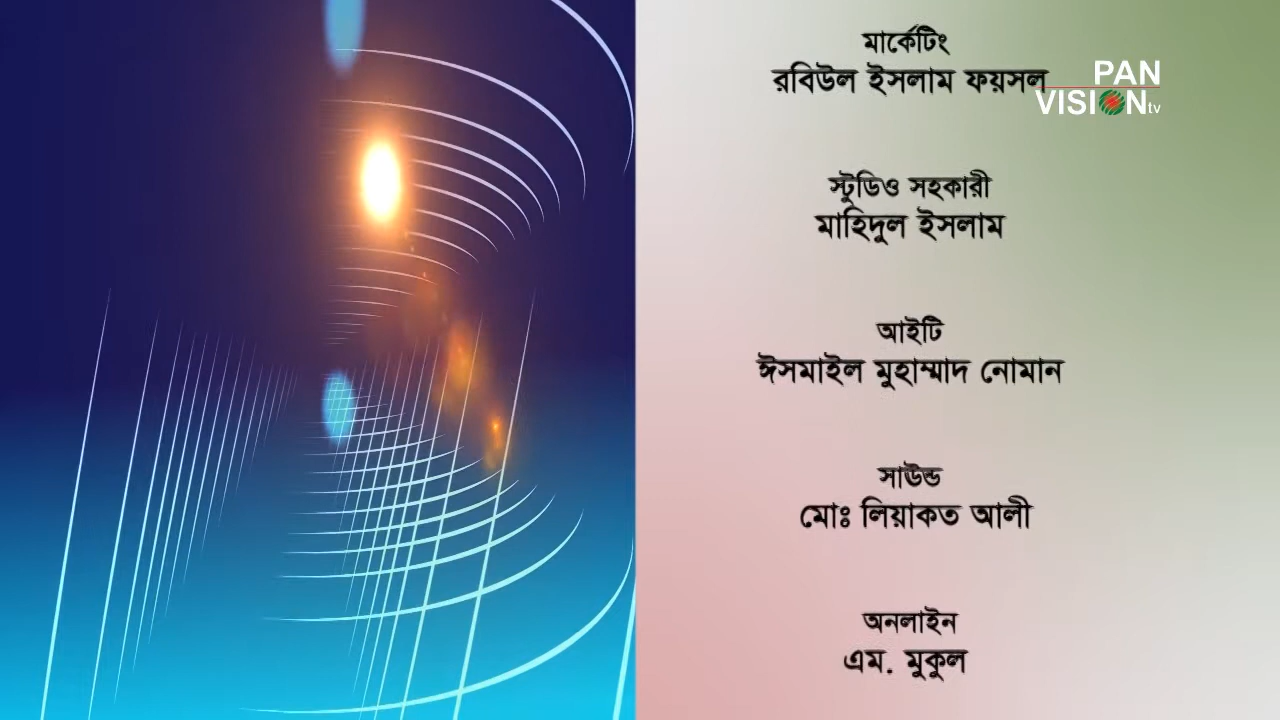 মার্কেটিং
রবিউল ইসলাম ফয়সল
PAN
VISION tv
স্টুডিও সহকারী
মাহিদুল ইসলাম
আইটি
ঈসমাইল মুহাম্মাদ নোমান
সাউন্ড
মোঃ লিয়াকত আলী
অনলাইন
এম. মুকুল